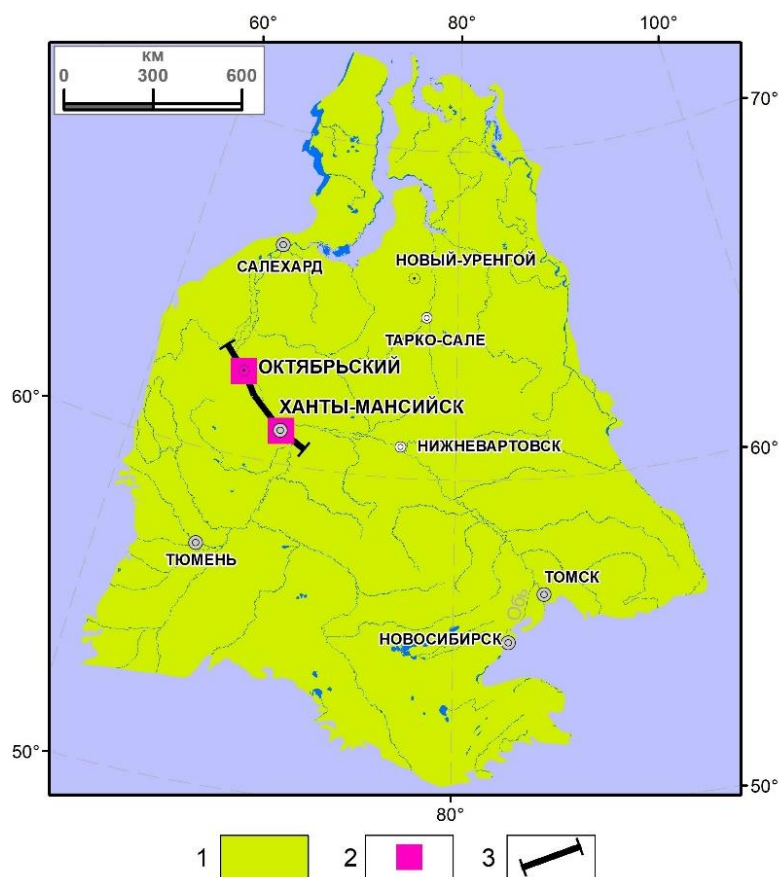 60°
80°
100°
КМ
0 300 600
70°
САЛЕХАРД
НОВЫЙ-УРЕНГОЙ
ТАРКО-САЛЕ
ОКТЯБРЬСКИЙ
60°
ХАНТЫ-МАНСИЙСК
НИЖНЕВАРТОВСК
60°
ТЮМЕНЬ
ТОМСК
Обь
НОВОСИБИРСК
50°
50°
80°
1 2 3